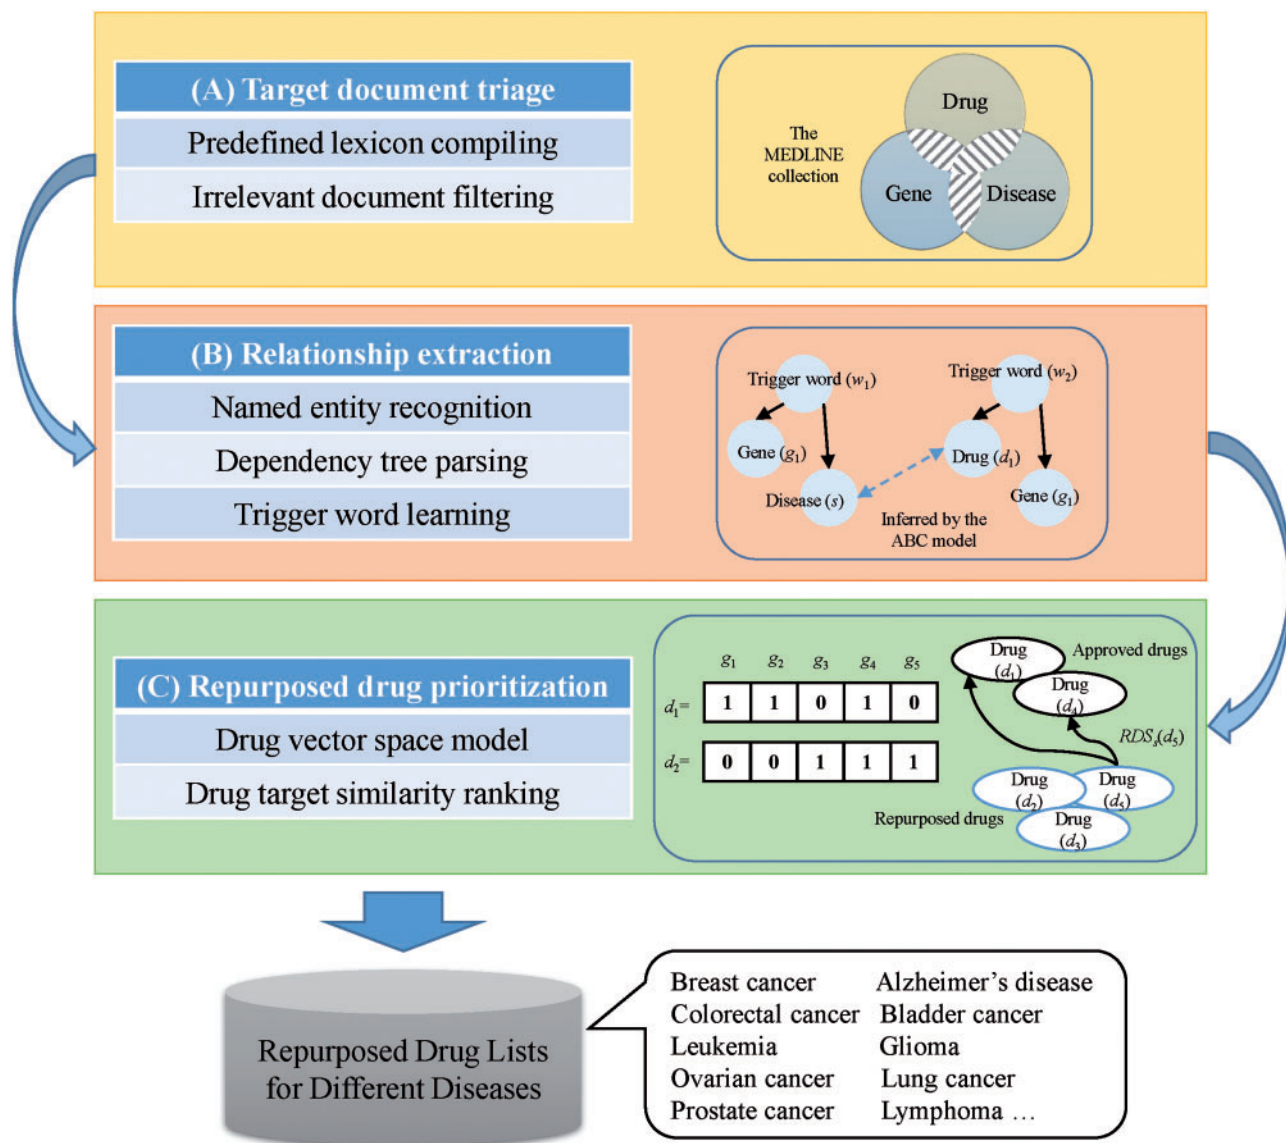 (A) Target document triage
Predefined lexicon compiling
Irrelevant document filtering
The
MEDLINE
collection
Drug
Gene
Disease
(B) Relationship extraction
Named entity recognition
Dependency tree parsing
Trigger word learning
Trigger word (w1)
Gene (g1)
Disease (s)
Trigger word (w2)
Drug (d1)
Gene (g1)
Inferred by the
ABC model
(C) Repurposed drug prioritization
Drug vector space model
Drug target similarity ranking
g1 g2 g3 g4 g5
d1= 1 1 0 1 0
d2= 0 0 1 1 1
Drug
(d1)
Approved drugs
Drug
(d4)
RDSs(d5)
Drug
(d2)
Drug
(d5)
Repurposed drugs
Drug
(d3)
Repurposed Drug Lists
for Different Diseases
Breast cancer Alzheimer's disease
Colorectal cancer Bladder cancer
Leukemia Glioma
Ovarian cancer Lung cancer
Prostate cancer Lymphoma ...